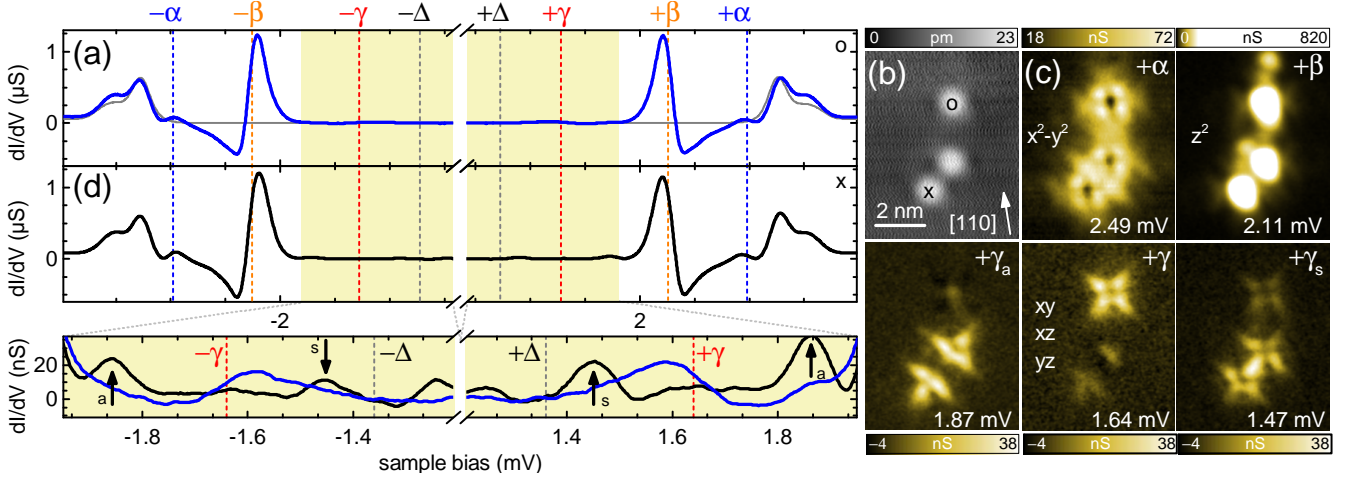 −α −β −γ −Δ +Δ +γ +β +α
(a)
o
1
0
dI/dV (µS)
(d)
x
1
0
dI/dV (µS)
-2 2
20
0
dI/dV (nS)
−γ s −Δ +Δ +γ
a s a
-1.8 -1.6 -1.4 1.4 1.6 1.8
sample bias (mV)
0 pm 23
(b)
o
x
2 nm [110]
18 nS 72
(c) +α
x²-y²
2.49 mV
0 nS 820
+β
z²
2.11 mV
+γa
1.87 mV
−4 nS 38
+γ
xy
xz
yz
1.64 mV
−4 nS 38
+γs
1.47 mV
−4 nS 38